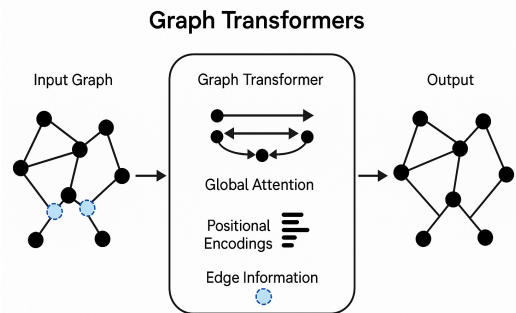 Graph Transformers
Input Graph
Graph Transformer
Global Attention
Positional
Encodings
Edge Information
Output